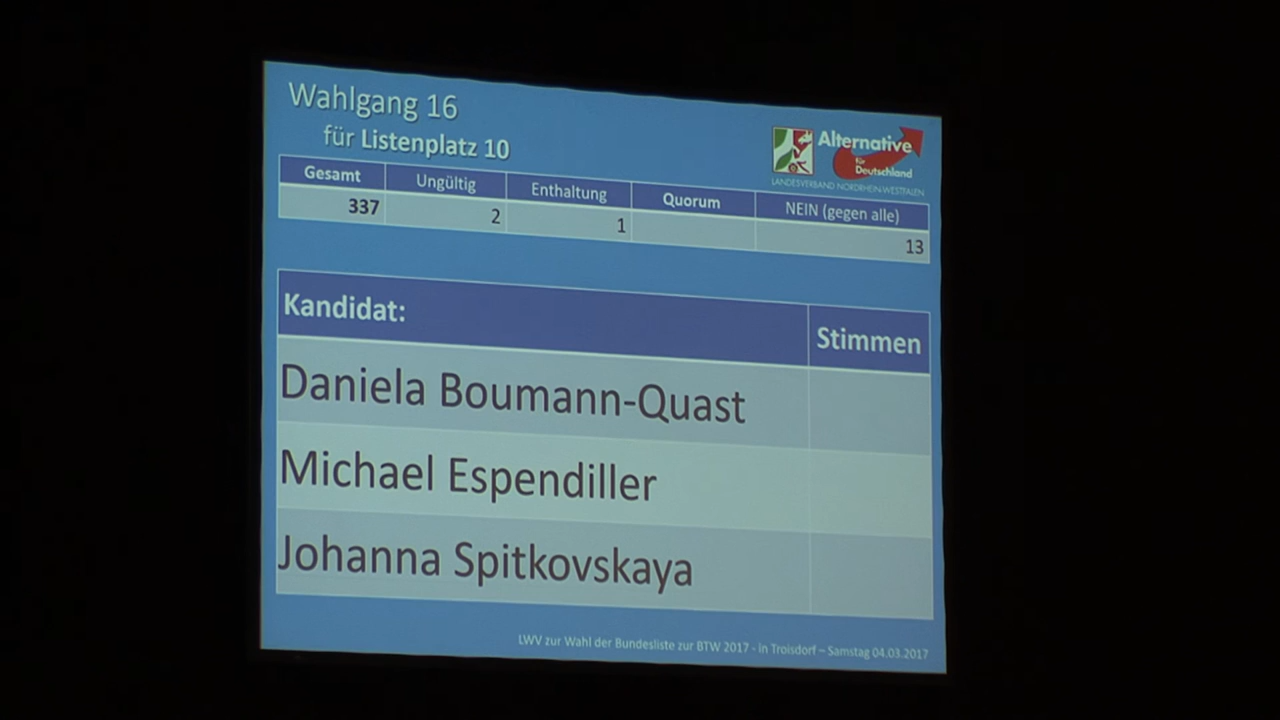 Wahlgang 16
für Listenplatz 10
Alternative
für
Deutschland
LANDESVERBAND NORDRHEIN-WESTFALEN
Gesamt Ungültig Enthaltung Quorum NEIN (gegen alle)
337 2 1 13
Kandidat: Stimmen
Daniela Boumann-Quast
Michael Espendiller
Johanna Spitkovskaya
LWV zur Wahl der Bundesliste zur BTW 2017 - in Troisdorf – Samstag 04.03.2017